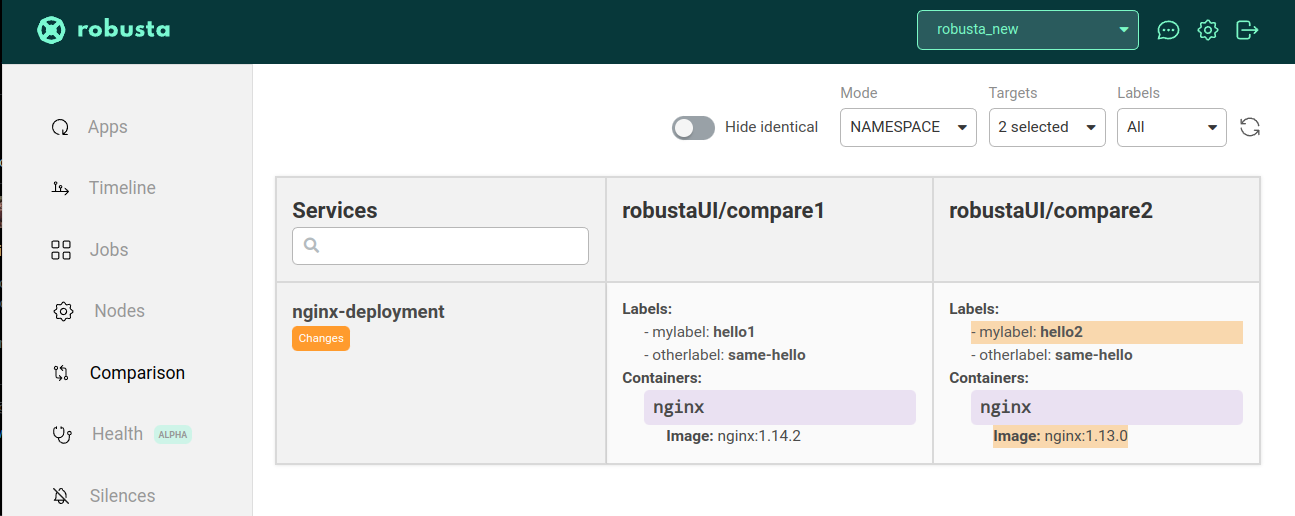 robusta
robusta_new
Apps
Timeline
Jobs
Nodes
Comparison
Health ALPHA
Silences
Mode Targets Labels
Hide identical NAMESPACE 2 selected All
Services robustaUI/compare1 robustaUI/compare2
nginx-deployment
Changes
Labels:
- mylabel: hello1
- otherlabel: same-hello
Containers:
nginx
Image: nginx:1.14.2
Labels:
- mylabel: hello2
- otherlabel: same-hello
Containers:
nginx
Image: nginx:1.13.0